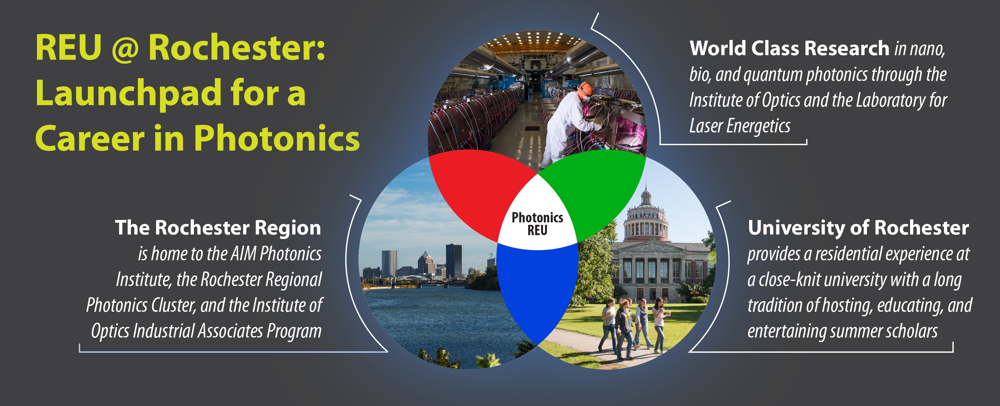 REU @ Rochester:
Launchpad for a
Career in Photonics
World Class Research in nano,
bio, and quantum photonics through the
Institute of Optics and the Laboratory for
Laser Energetics
Photonics
REU
The Rochester Region
is home to the AIM Photonics
Institute, the Rochester Regional
Photonics Cluster, and the Institute of
Optics Industrial Associates Program
University of Rochester
provides a residential experience at
a close-knit university with a long
tradition of hosting, educating, and
entertaining summer scholars